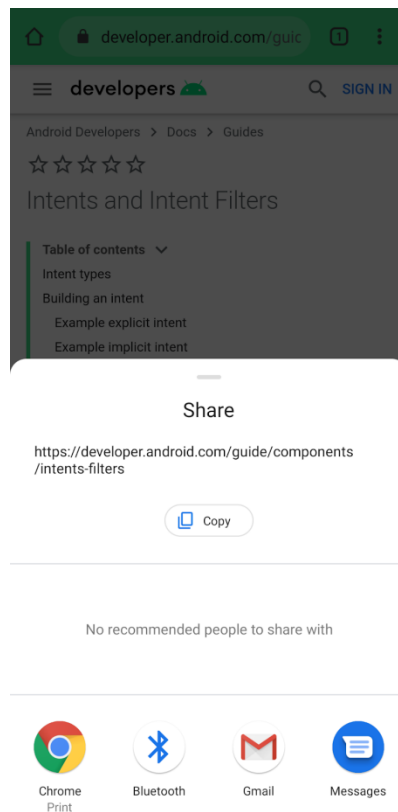 developer.android.com/guic 1
developers SIGN IN
Android Developers > Docs > Guides
Intents and Intent Filters
Table of contents
Intent types
Building an intent
Example explicit intent
Example implicit intent
Share
https://developer.android.com/guide/components
/intents-filters
Copy
No recommended people to share with
Chrome Bluetooth Gmail Messages
Print